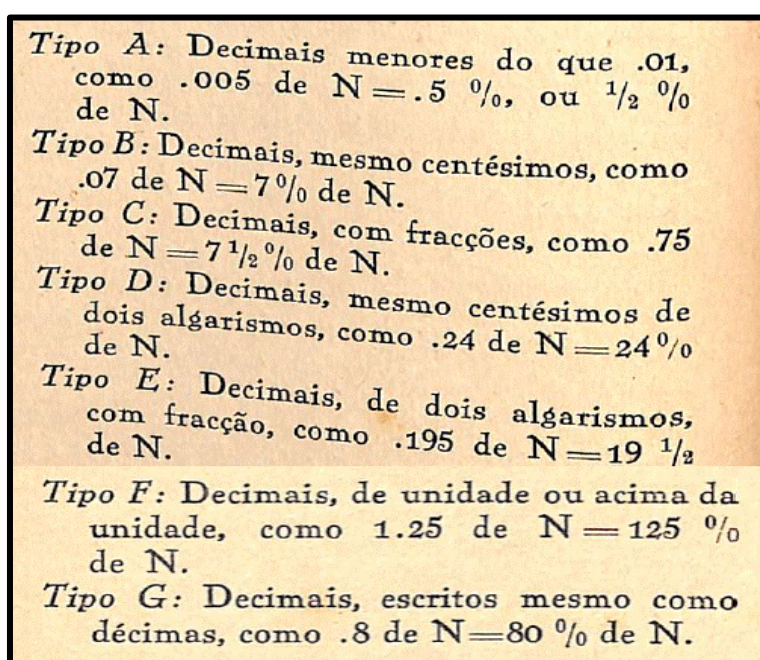 Tipo A: Decimais menores do que .01,
como .005 de N = .5 %, ou 1/2 %
de N.
Tipo B: Decimais, mesmo centésimos, como
.07 de N = 7 % de N.
Tipo C: Decimais, com fracções, como .75
de N = 7 1/2 % de N.
Tipo D: Decimais, mesmo centésimos de
dois algarismos, como .24 de N = 24 %
de N.
Tipo E: Decimais, de dois algarismos,
com fracção, como .195 de N = 19 1/2
de N.
Tipo F: Decimais, de unidade ou acima da
unidade, como 1.25 de N = 125 %
de N.
Tipo G: Decimais, escritos mesmo como
décimas, como .8 de N = 80 % de N.